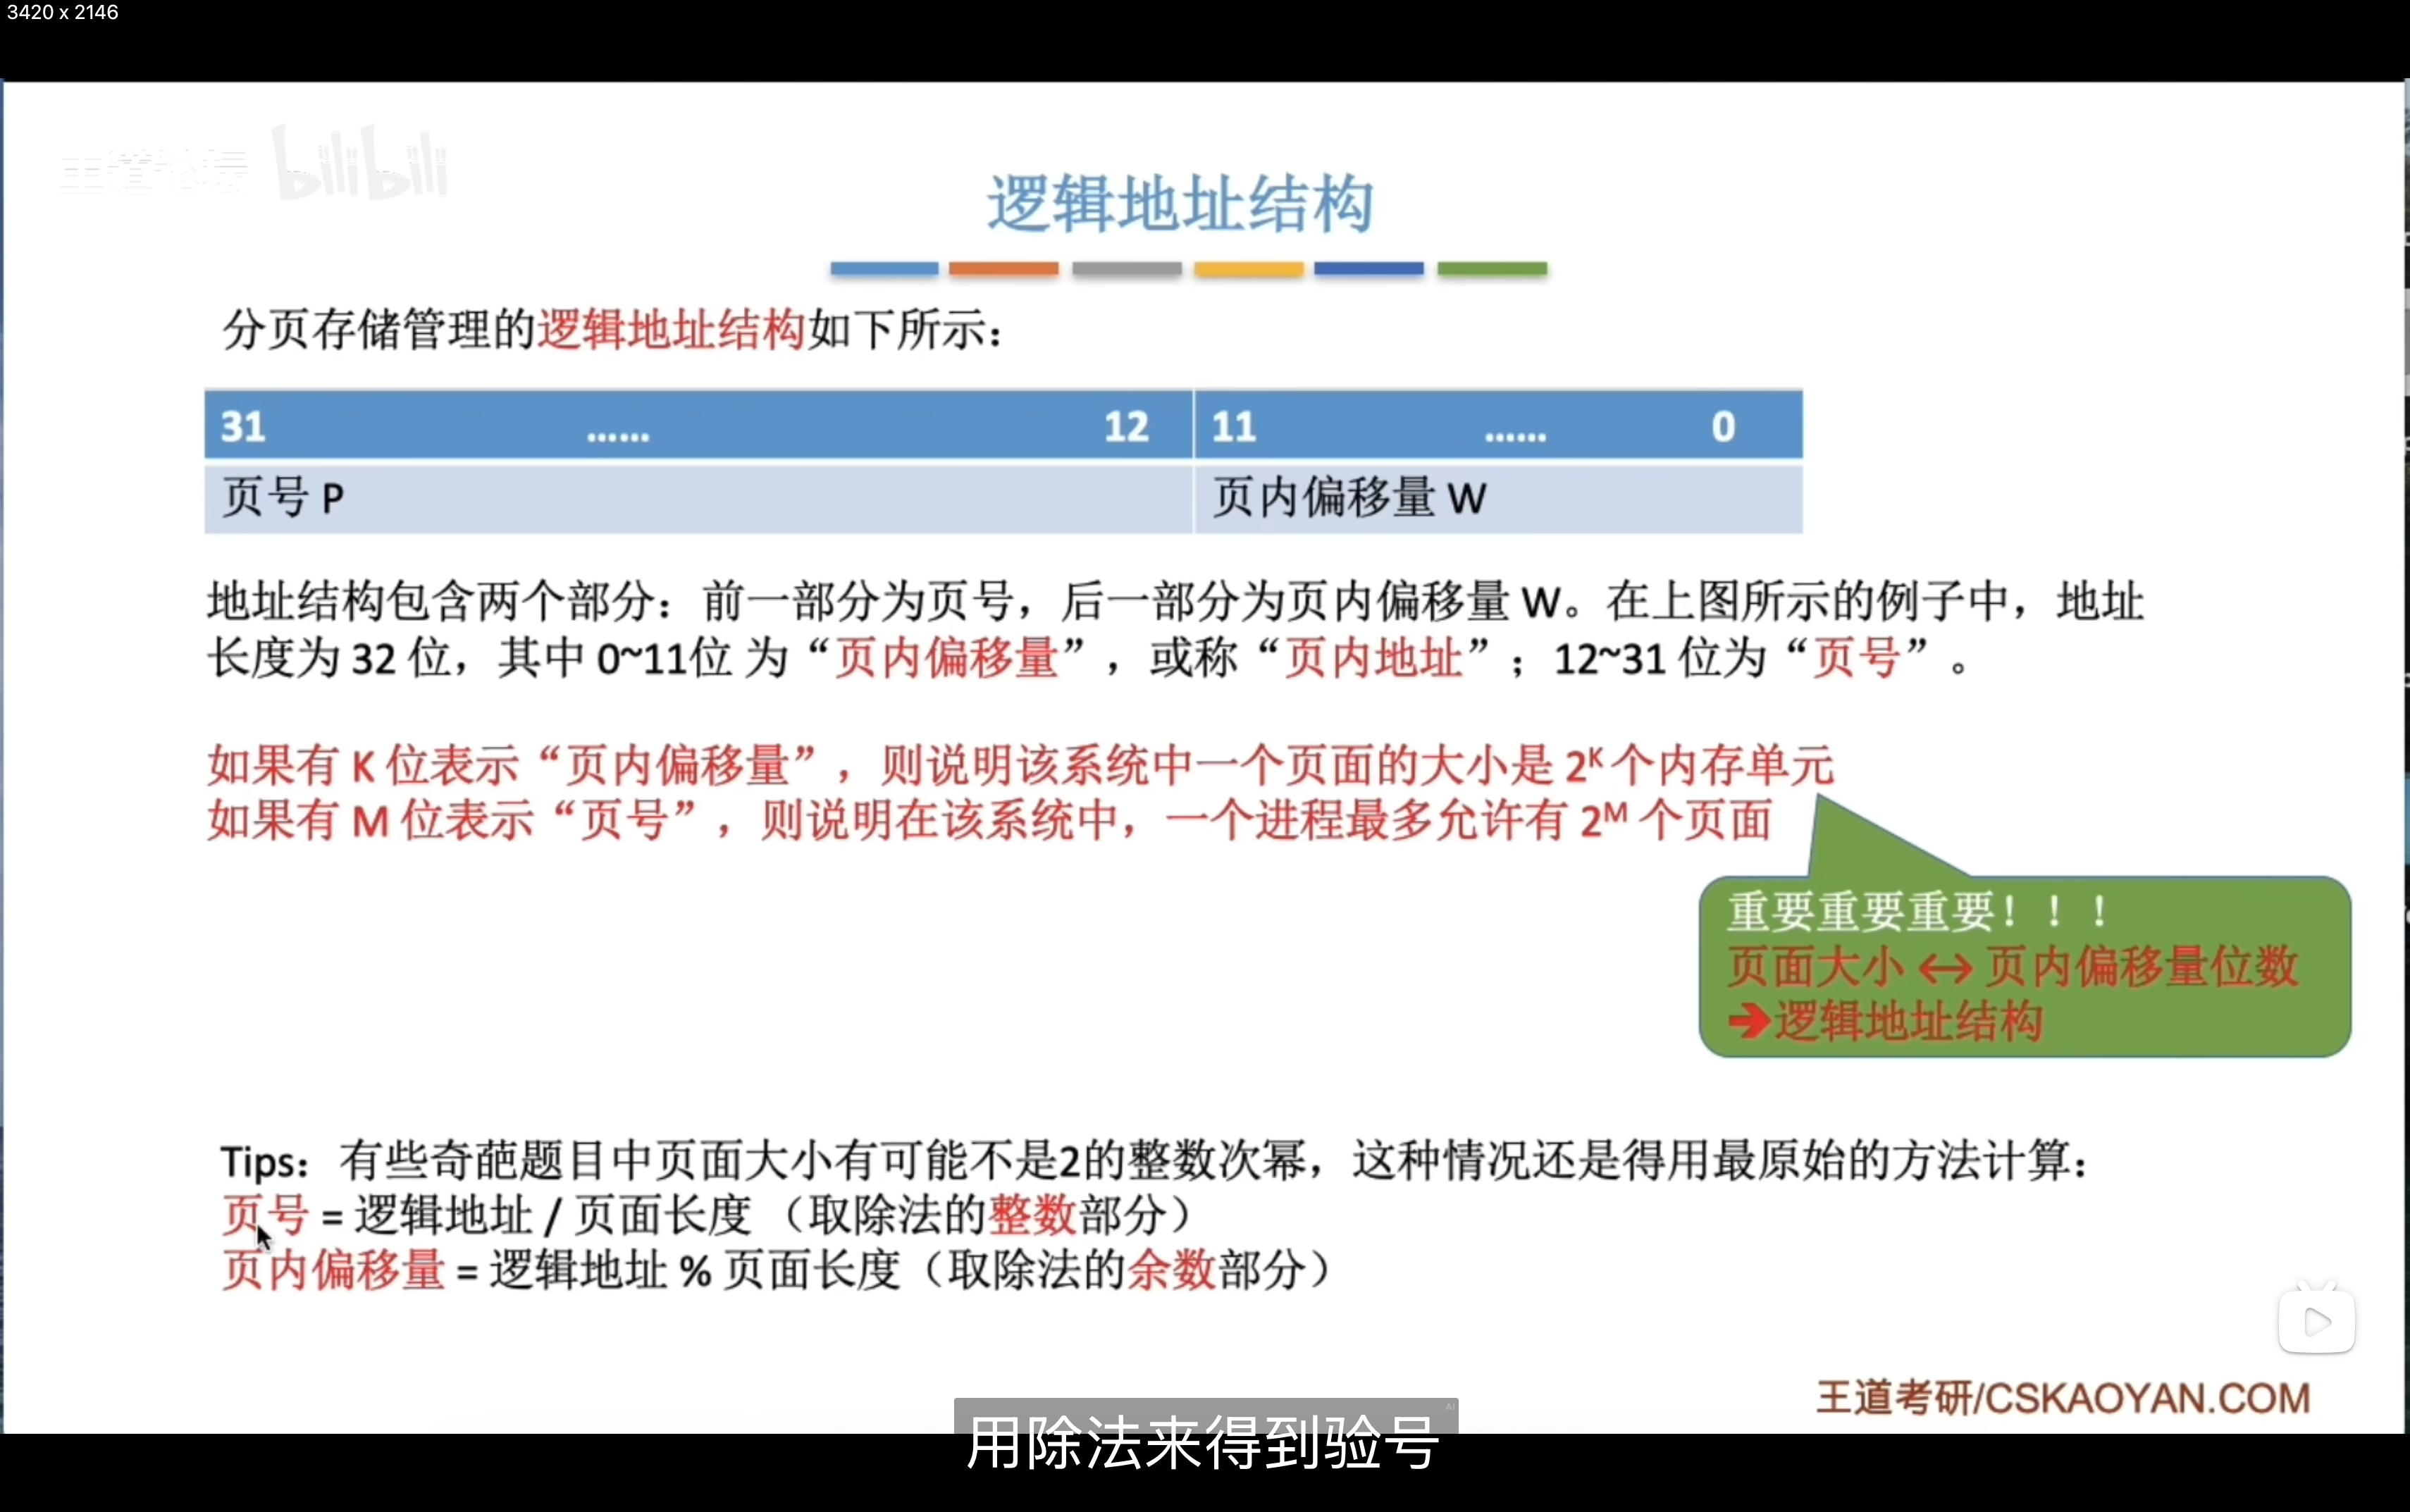 3420 x 2146
bilibili
逻辑地址结构
分页存储管理的逻辑地址结构如下所示：
31 …… 12 11 …… 0
页号 P 页内偏移量 W
地址结构包含两个部分：前一部分为页号，后一部分为页内偏移量 W。在上图所示的例子中，地址
长度为 32 位，其中 0~11位 为“页内偏移量”，或称“页内地址”；12~31 位为“页号”。
如果有 K 位表示“页内偏移量”，则说明该系统中一个页面的大小是 2ᴷ 个内存单元
如果有 M 位表示“页号”，则说明在该系统中，一个进程最多允许有 2ᴹ 个页面
重要重要重要！！！
页面大小 ↔ 页内偏移量位数
➔逻辑地址结构
Tips：有些奇葩题目中页面大小有可能不是2的整数次幂，这种情况还是得用最原始的方法计算：
页号 = 逻辑地址 / 页面长度 （取除法的整数部分）
页内偏移量 = 逻辑地址 % 页面长度（取除法的余数部分）
王道考研/CSKAOYAN.COM
AI
用除法来得到验号